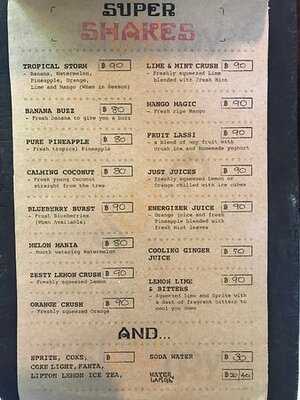 SUPER
SHAKES
TROPICAL STORM ฿ 90
- Banana, Watermelon,
Pineapple, Orange,
Lime and Mango (When in Season)
BANANA BUZZ ฿ 80
- Fresh banana to give you a buzz
PURE PINEAPPLE ฿ 80
- Fresh tropical Pineapple
CALMING COCONUT ฿ 80
- Fresh young Coconut
straight from the tree
BLUEBERRY BURST ฿ 90
- Fresh Blueberries
(When Available)
MELON MANIA ฿ 80
- Mouth watering Watermelon
ZESTY LEMON CRUSH ฿ 90
- Freshly squeezed Lemon
ORANGE CRUSH ฿ 90
- Freshly squeezed Orange
LIME & MINT CRUSH ฿ 90
- Freshly squeezed Lime
blended with fresh Mint
MANGO MAGIC ฿ 90
- Fresh ripe Mango
FRUIT LASSI ฿ 90
- a blend of any fruit with
crush ice and homemade yoghurt
JUST JUICES ฿ 90
- Freshly squeezed Lemon or
Orange chilled with ice cubes
ENERGIZER JUICE ฿ 90
- Orange juice and fresh
Pineapple blended with
fresh Mint leaves
COOLING GINGER ฿ 50
JUICE
LEMON LIME ฿ 90
& BITTERS
- Squeezed lime and Sprite with
a dash of fragrant bitters to
cool you down
AND...
SPRITE, COKE, ฿
COKE LIGHT, FANTA,
LIPTON LEMON ICE TEA,
SODA WATER ฿ 30
WATER ฿ 20/40
LARGE